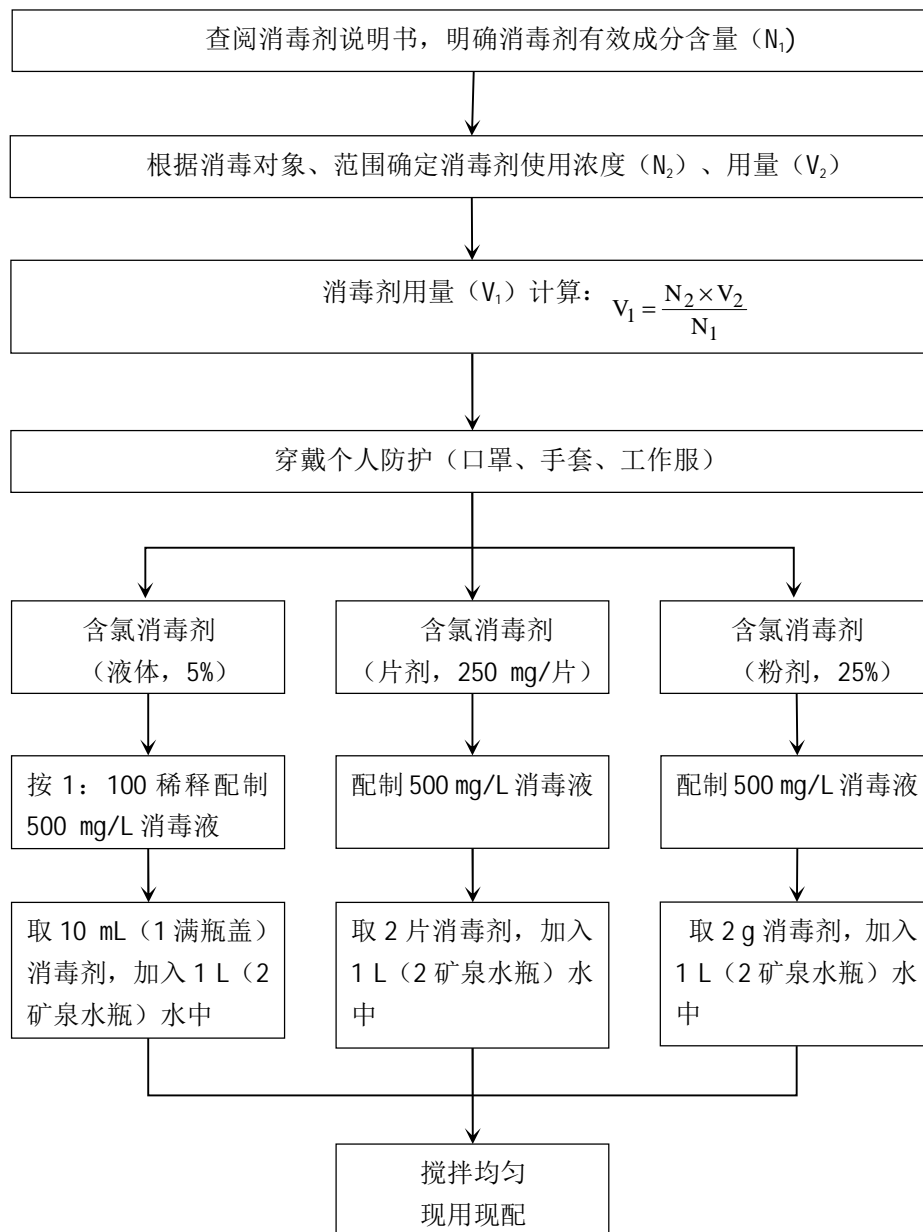 查阅消毒剂说明书，明确消毒剂有效成分含量（N₁)
根据消毒对象、范围确定消毒剂使用浓度（N₂）、用量（V₂）
消毒剂用量（V₁）计算： V₁ = N₂ × V₂ / N₁
穿戴个人防护（口罩、手套、工作服）
含氯消毒剂
（液体，5%）
含氯消毒剂
（片剂，250 mg/片）
含氯消毒剂
（粉剂，25%）
按 1：100 稀释配制
500 mg/L 消毒液
配制 500 mg/L 消毒液
配制 500 mg/L 消毒液
取 10 mL（1 满瓶盖）
消毒剂，加入 1 L（2
矿泉水瓶）水中
取 2 片消毒剂，加入
1 L（2 矿泉水瓶）水
中
取 2 g 消毒剂，加入
1 L（2 矿泉水瓶）水
中
搅拌均匀
现用现配